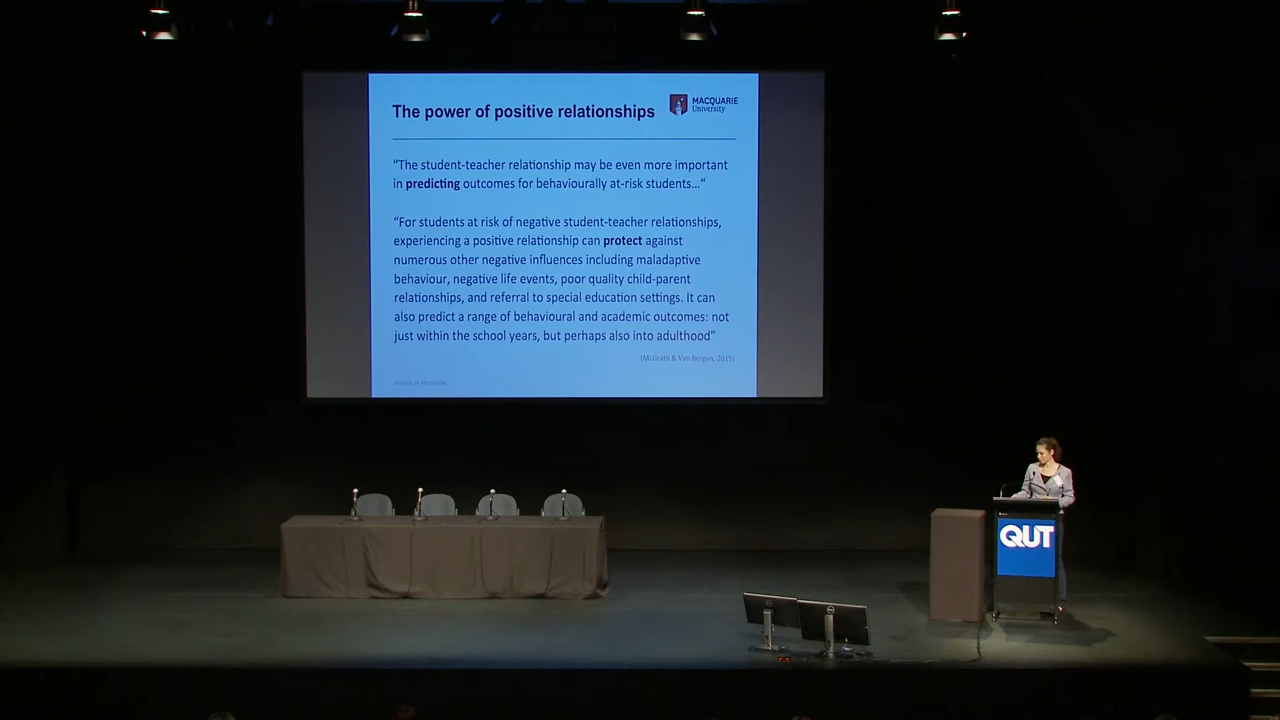 The power of positive relationships
MACQUARIE
University
“The student-teacher relationship may be even more important
in predicting outcomes for behaviourally at-risk students...“
“For students at risk of negative student-teacher relationships,
experiencing a positive relationship can protect against
numerous other negative influences including maladaptive
behaviour, negative life events, poor quality child-parent
relationships, and referral to special education settings. It can
also predict a range of behavioural and academic outcomes: not
just within the school years, but perhaps also into adulthood”
(McGrath & Van Bergen, 2015)
QUT